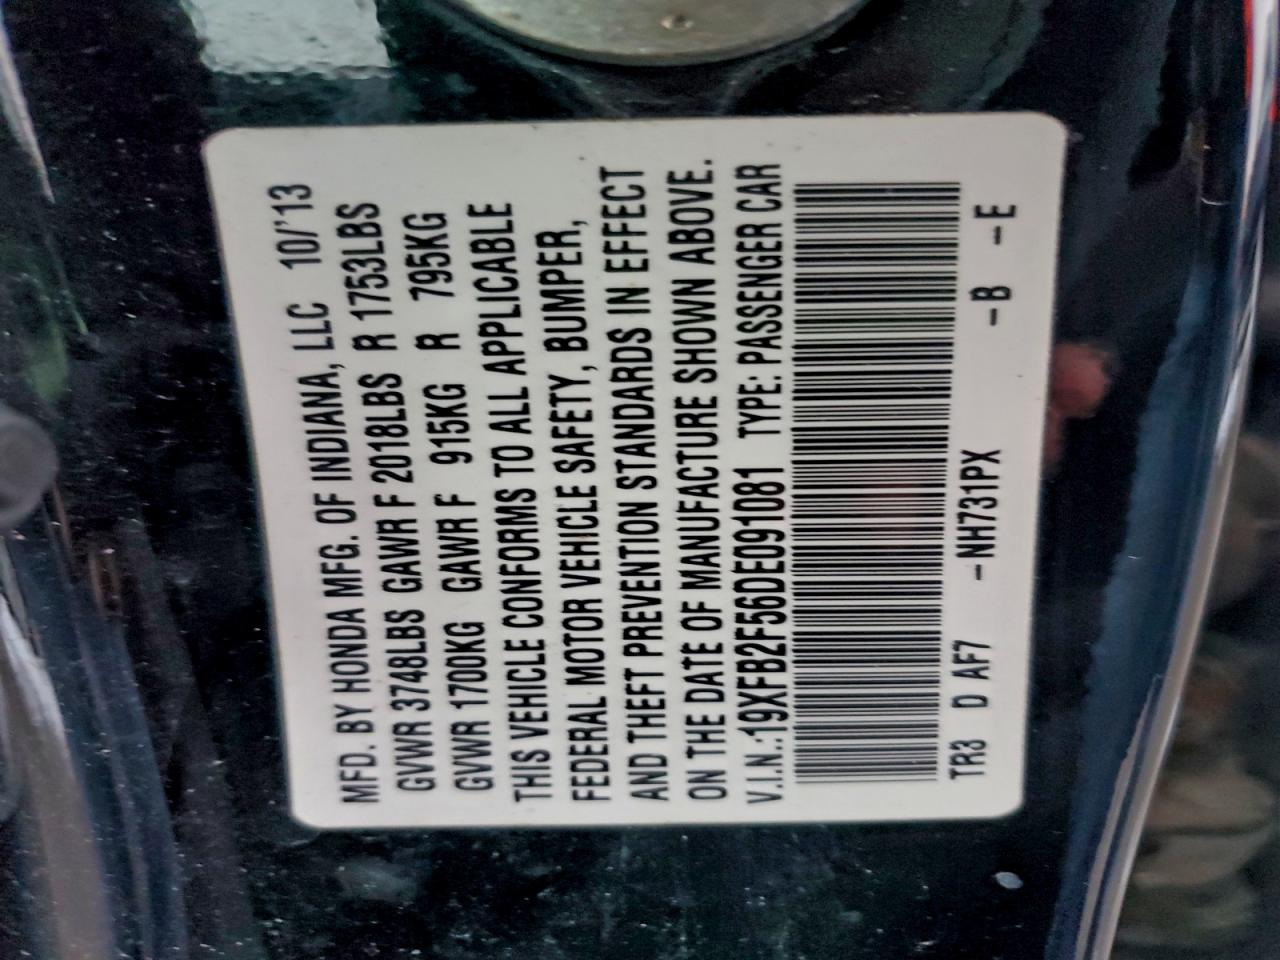 MFD. BY HONDA MFG. OF INDIANA, LLC 10/'13
GVWR 3748LBS GAWR F 2018LBS R 1753LBS
GVWR 1700KG GAWR F 915KG R 795KG
THIS VEHICLE CONFORMS TO ALL APPLICABLE
FEDERAL MOTOR VEHICLE SAFETY, BUMPER,
AND THEFT PREVENTION STANDARDS IN EFFECT
ON THE DATE OF MANUFACTURE SHOWN ABOVE.
V.I.N.:19XFB2F56DE091081 TYPE: PASSENGER CAR
TR3 D AF7 -NH731PX -B -E